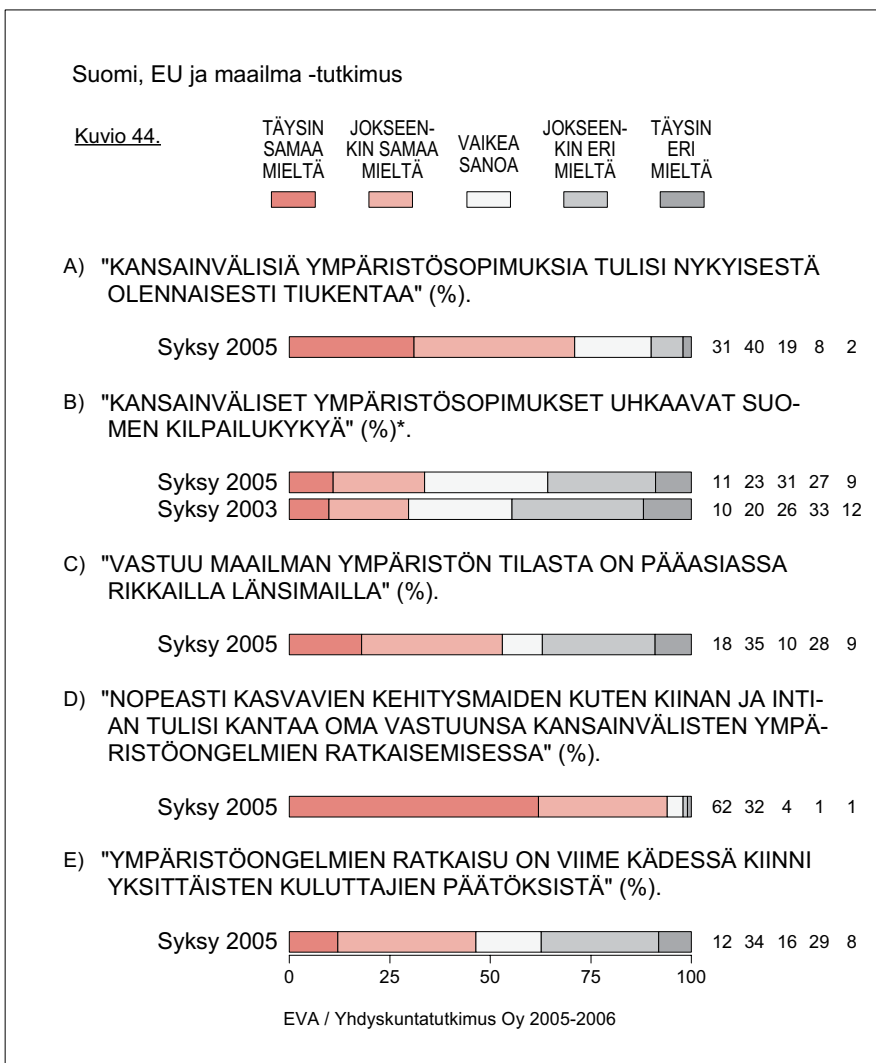 Suomi, EU ja maailma -tutkimus
Kuvio 44.
TÄYSIN
SAMAA
MIELTÄ
JOKSEEN-
KIN SAMAA
MIELTÄ
VAIKEA
SANOA
JOKSEEN-
KIN ERI
MIELTÄ
TÄYSIN
ERI
MIELTÄ
A) "KANSAINVÄLISIÄ YMPÄRISTÖSOPIMUKSIA TULISI NYKYISESTÄ
OLENNAISESTI TIUKENTAA" (%).
Syksy 2005 31 40 19 8 2
B) "KANSAINVÄLISET YMPÄRISTÖSOPIMUKSET UHKAAVAT SUO-
MEN KILPAILUKYKYÄ" (%)*.
Syksy 2005 11 23 31 27 9
Syksy 2003 10 20 26 33 12
C) "VASTUU MAAILMAN YMPÄRISTÖN TILASTA ON PÄÄASIASSA
RIKKAILLA LÄNSIMAILLA" (%).
Syksy 2005 18 35 10 28 9
D) "NOPEASTI KASVAVIEN KEHITYSMAIDEN KUTEN KIINAN JA INTI-
AN TULISI KANTAA OMA VASTUUNSA KANSAINVÄLISTEN YMPÄ-
RISTÖONGELMIEN RATKAISEMISESSA" (%).
Syksy 2005 62 32 4 1 1
E) "YMPÄRISTÖONGELMIEN RATKAISU ON VIIME KÄDESSÄ KIINNI
YKSITTÄISTEN KULUTTAJIEN PÄÄTÖKSISTÄ" (%).
Syksy 2005 12 34 16 29 8
0 25 50 75 100
EVA / Yhdyskuntatutkimus Oy 2005-2006